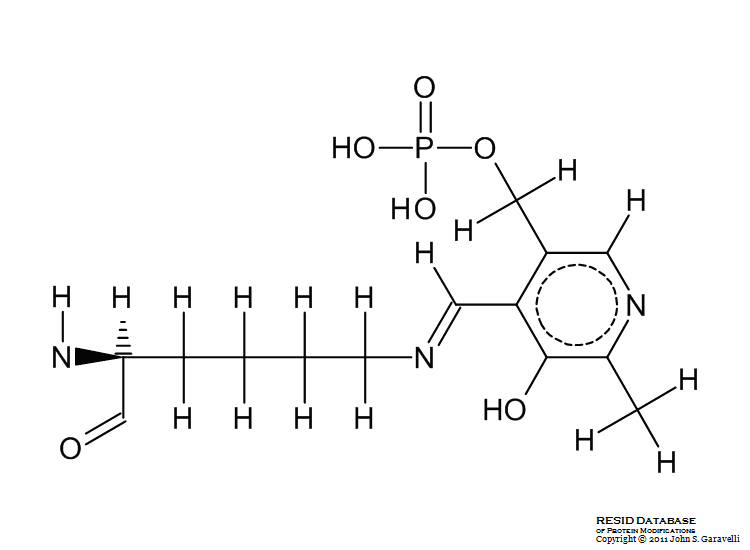 O
HO P O
HO
H
H
H
H
H H H H H H
N
N
N
H
HO
H
O
H H H H
H
RESID DATABASE
OF PROTEIN MODIFICATIONS
Copyright © 2011 John S. Garavelli